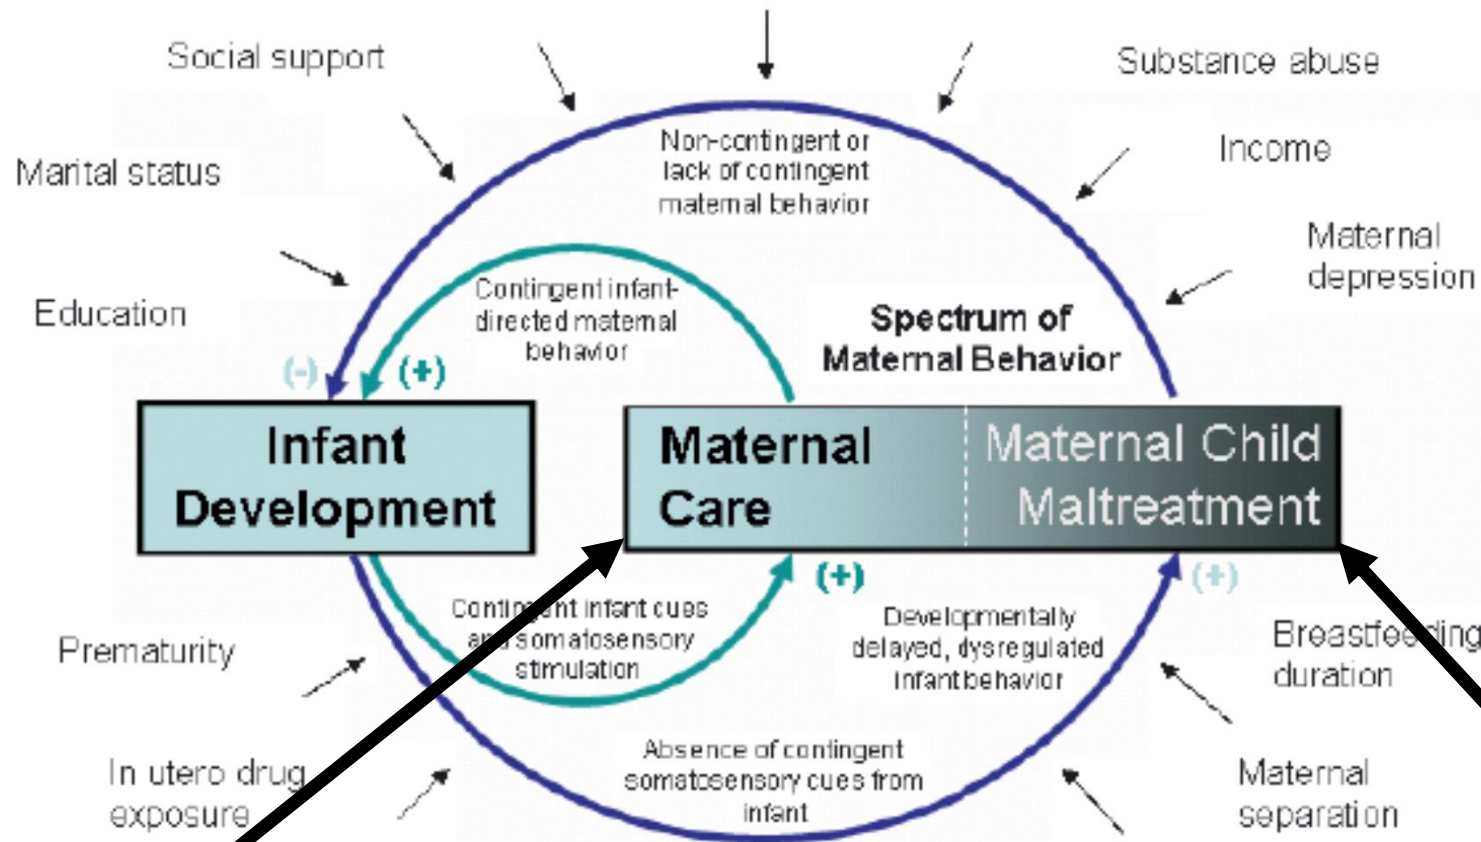 Social support
Substance abuse
Non-contingent or
lack of contingent
maternal behavior
Income
Marital status
Maternal
depression
Contingent infant-
directed maternal
behavior
Education
Spectrum of
Maternal Behavior
(-)
(+)
Infant
Development
Maternal
Care
Maternal Child
Maltreatment
(+)
(+)
Contingent infant cues
and somatosensory
stimulation
Developmentally
delayed, dysregulated
infant behavior
Prematurity
Breastfeeding
duration
Absence of contingent
somatosensory cues from
infant
In utero drug
exposure
Maternal
separation